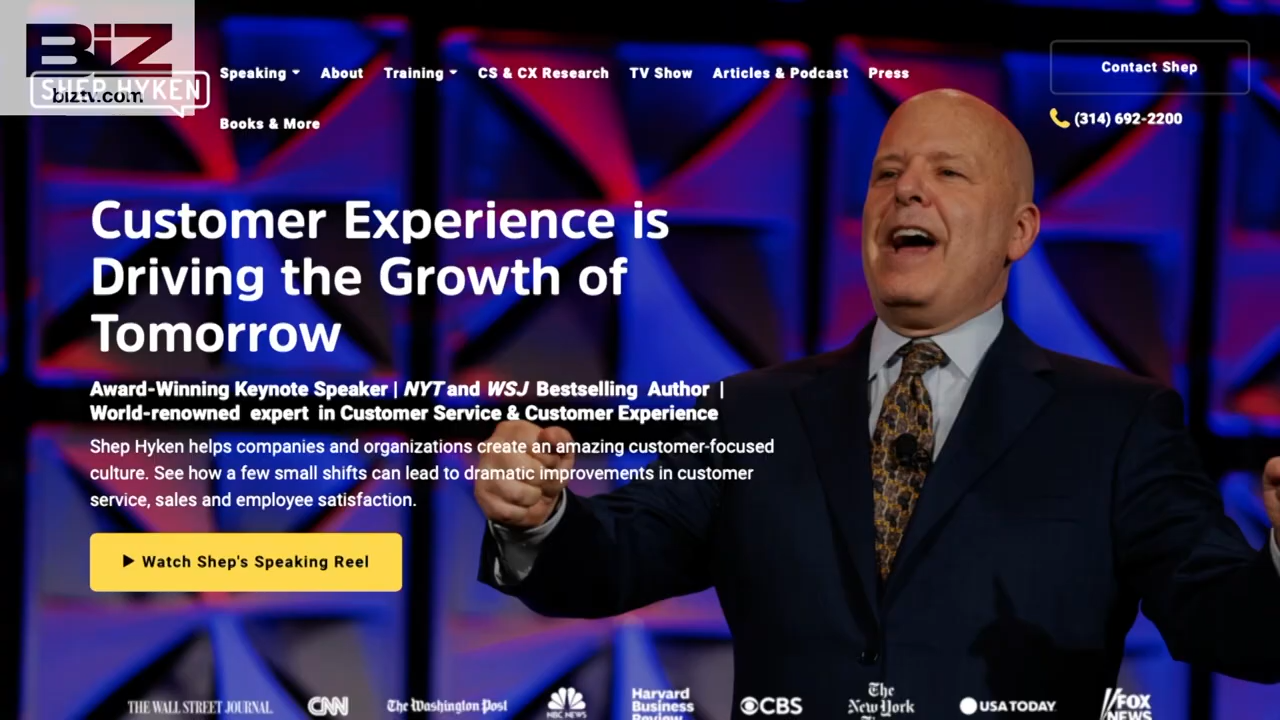 BiZ
SHEP HYKEN
biztv.com
Speaking About Training CS & CX Research TV Show Articles & Podcast Press
Books & More
Contact Shep
(314) 692-2200
Customer Experience is
Driving the Growth of
Tomorrow
Award-Winning Keynote Speaker | NYT and WSJ Bestselling Author |
World-renowned expert in Customer Service & Customer Experience
Shep Hyken helps companies and organizations create an amazing customer-focused
culture. See how a few small shifts can lead to dramatic improvements in customer
service, sales and employee satisfaction.
Watch Shep's Speaking Reel
THE WALL STREET JOURNAL.
CNN
The Washington Post
NBC NEWS
Harvard
Business
Review
CBS
The
New York
USA TODAY
FOX
NEWS